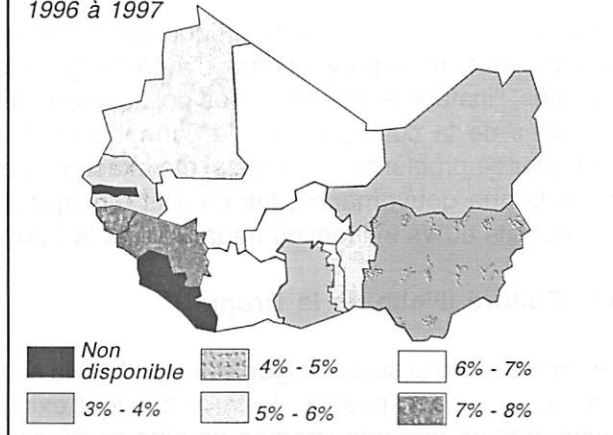 1996 à 1997
Non
disponible
4% - 5%
6% - 7%
3% - 4%
5% - 6%
7% - 8%